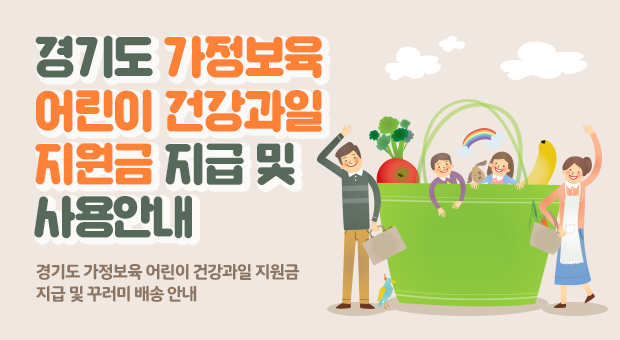 경기도 가정보육
어린이 건강과일
지원금 지급 및
사용안내
경기도 가정보육 어린이 건강과일 지원금
지급 및 꾸러미 배송 안내